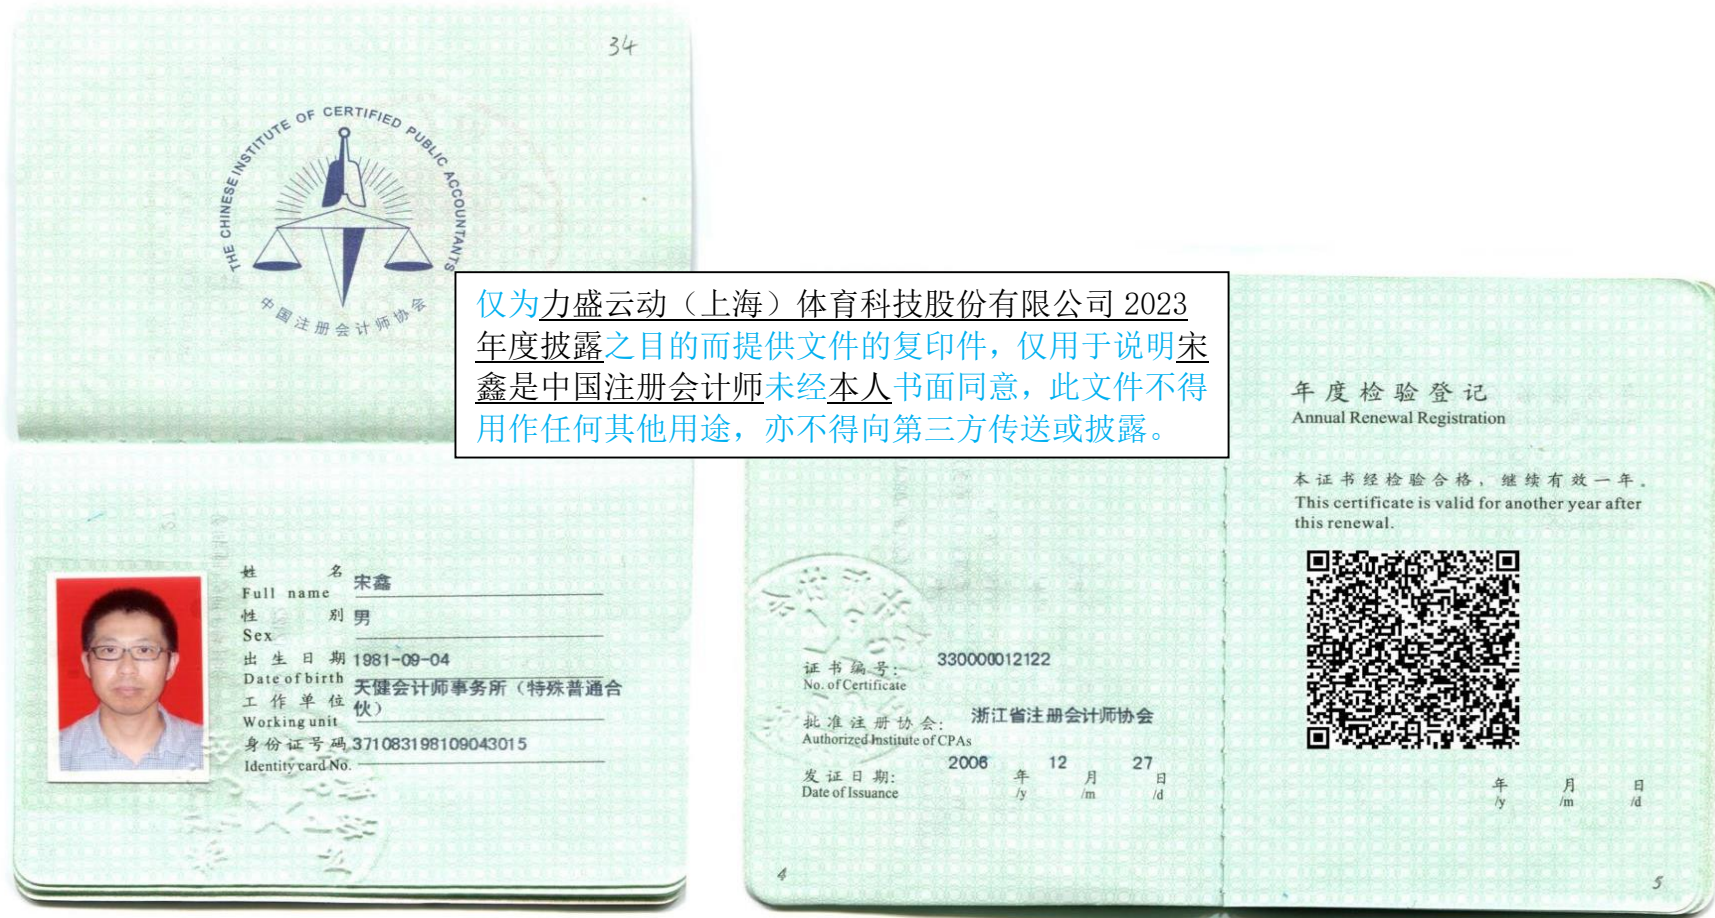 34
THE CHINESE INSTITUTE OF CERTIFIED PUBLIC ACCOUNTANTS
中国注册会计师协会
仅为力盛云动（上海）体育科技股份有限公司 2023
年度披露之目的而提供文件的复印件，仅用于说明宋
鑫是中国注册会计师未经本人书面同意，此文件不得
用作任何其他用途，亦不得向第三方传送或披露。
姓 名 宋鑫
Full name
性 别 男
Sex
出生日期 1981-09-04
Date of birth
工作单位 天健会计师事务所（特殊普通合
伙）
Working unit
身份证号码 371083198109043015
Identity card No.
证书编号: 330000012122
No. of Certificate
批准注册协会: 浙江省注册会计师协会
Authorized Institute of CPAs
发证日期: 2006 年 12 月 27 日
Date of Issuance /y /m /d
4
年度检验登记
Annual Renewal Registration
本证书经检验合格，继续有效一年。
This certificate is valid for another year after
this renewal.
年 月 日
/y /m /d
5